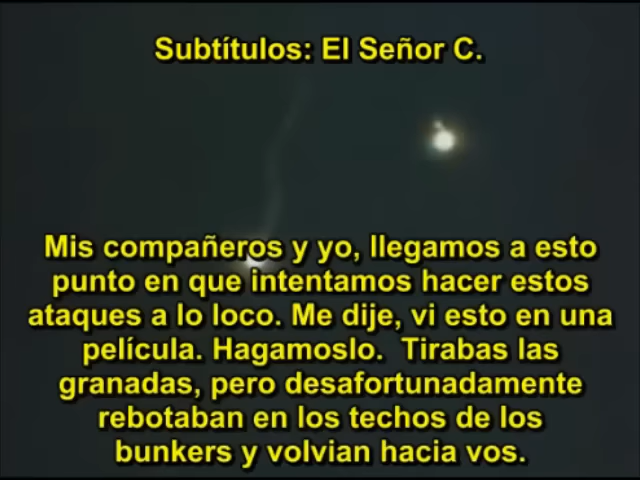 Subtítulos: El Señor C.
Mis compañeros y yo, llegamos a esto
punto en que intentamos hacer estos
ataques a lo loco. Me dije, vi esto en una
película. Hagamoslo.  Tirabas las
granadas, pero desafortunadamente
rebotaban en los techos de los
bunkers y volvian hacia vos.